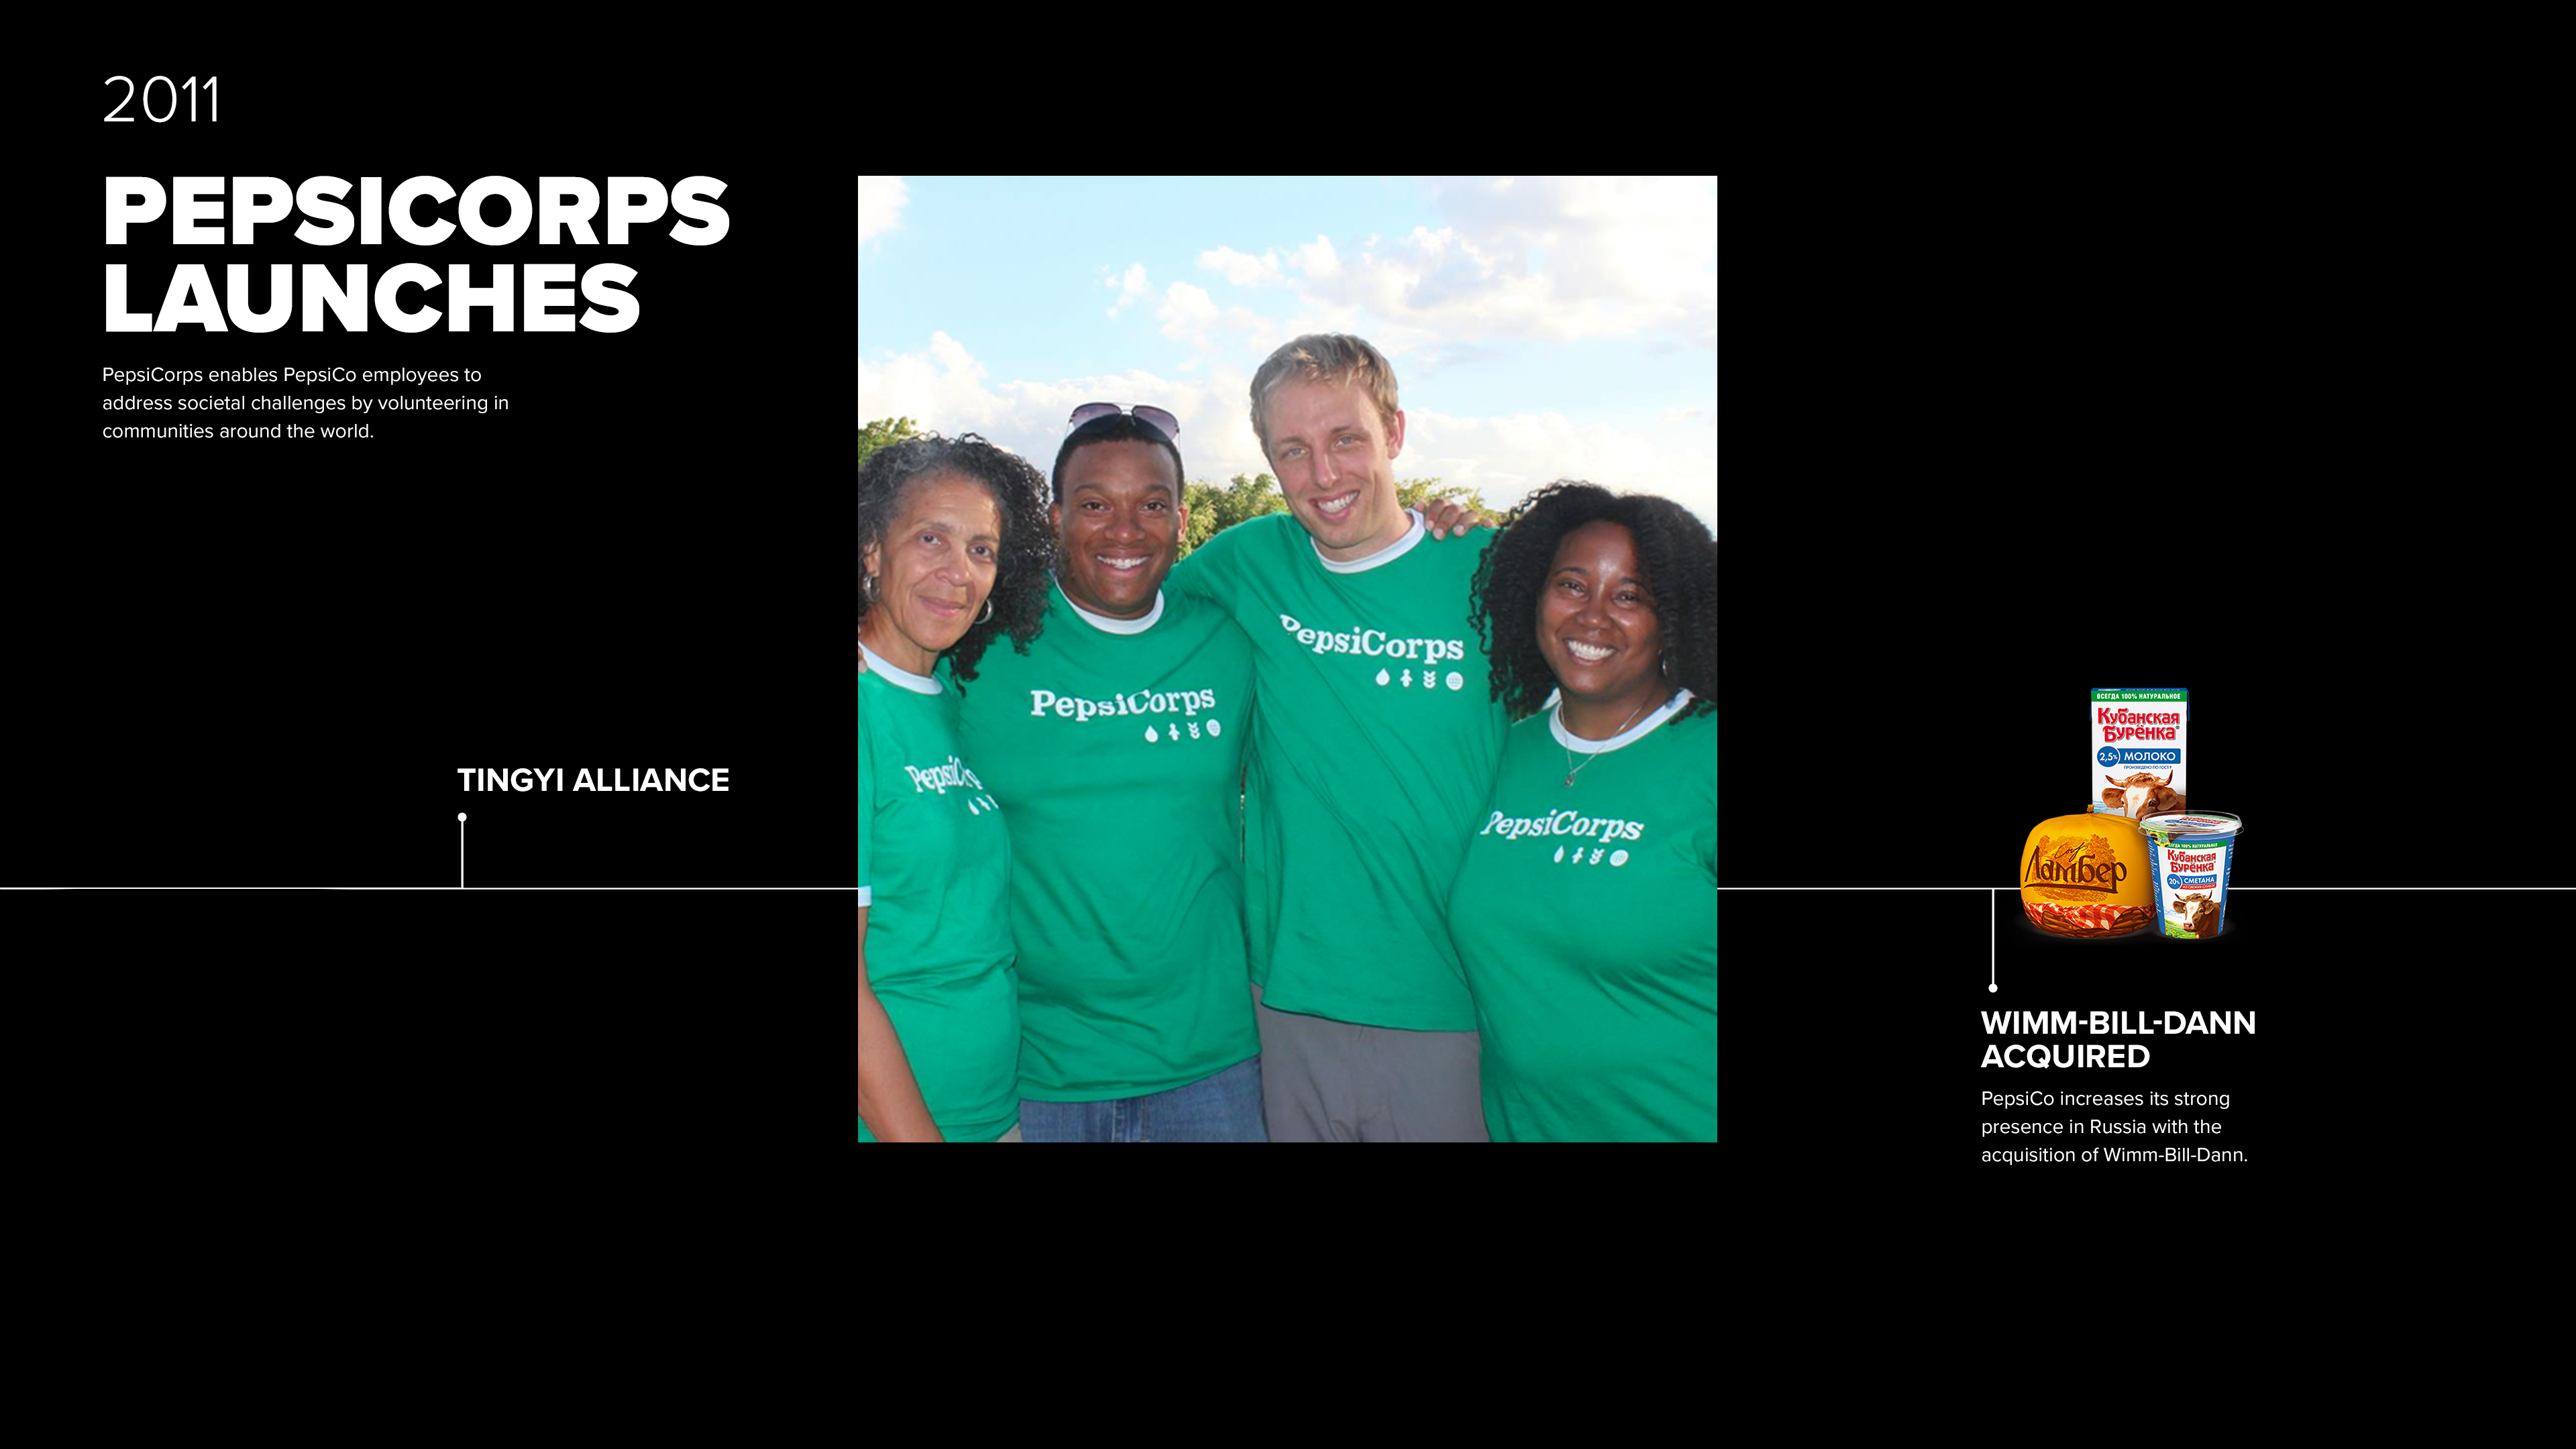 2011
PEPSICORPS
LAUNCHES
PepsiCorps enables PepsiCo employees to
address societal challenges by volunteering in
communities around the world.
TINGYI ALLIANCE
PepsiCorps
PepsiCorps
PepsiCorps
ВСЕГДА 100% НАТУРАЛЬНОЕ
Кубанская
Бурёнка
2,5% МОЛОКО
Ламбер
Кубанская
Бурёнка
20% СМЕТАНА
WIMM-BILL-DANN
ACQUIRED
PepsiCo increases its strong
presence in Russia with the
acquisition of Wimm-Bill-Dann.